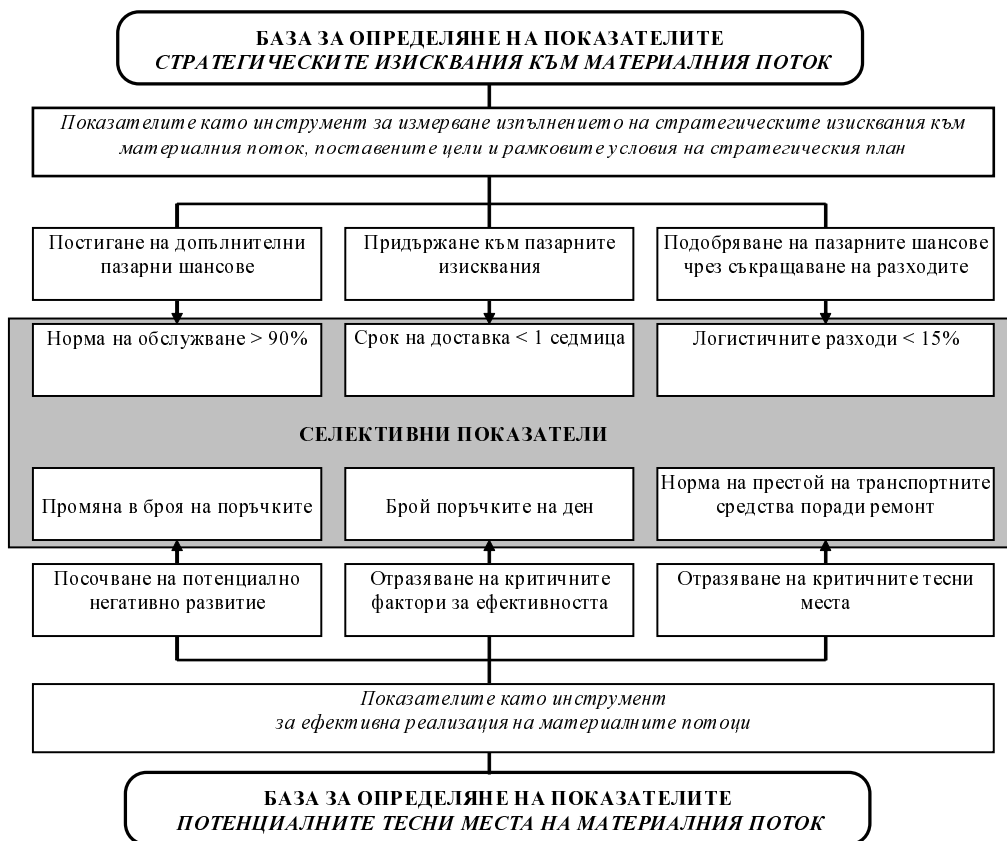 БАЗА ЗА ОПРЕДЕЛЯНЕ НА ПОКАЗАТЕЛИТЕ
СТРАТЕГИЧЕСКИТЕ ИЗИСКВАНИЯ КЪМ МАТЕРИАЛНИЯ ПОТОК
Показателите като инструмент за измерване изпълнението на стратегическите изисквания към
материалния поток, поставените цели и рамковите условия на стратегическия план
Постигане на допълнителни
пазарни шансове
Придържане към пазарните
изисквания
Подобряване на пазарните шансове
чрез съкращаване на разходите
Норма на обслужване > 90%
Срок на доставка < 1 седмица
Логистичните разходи < 15%
СЕЛЕКТИВНИ ПОКАЗАТЕЛИ
Промяна в броя на поръчките
Брой поръчките на ден
Норма на престой на транспортните
средства поради ремонт
Посочване на потенциално
негативно развитие
Отразяване на критичните
фактори за ефективността
Отразяване на критичните тесни
места
Показателите като инструмент
за ефективна реализация на материалните потоци
БАЗА ЗА ОПРЕДЕЛЯНЕ НА ПОКАЗАТЕЛИТЕ
ПОТЕНЦИАЛНИТЕ ТЕСНИ МЕСТА НА МАТЕРИАЛНИЯ ПОТОК